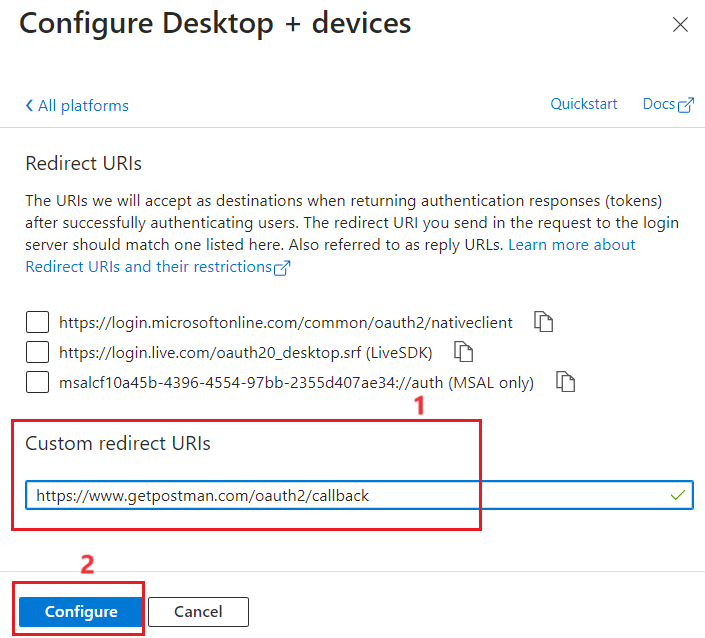 Configure Desktop + devices
All platforms
Quickstart
Docs
Redirect URIs
The URIs we will accept as destinations when returning authentication responses (tokens)
after successfully authenticating users. The redirect URI you send in the request to the login
server should match one listed here. Also referred to as reply URLs. Learn more about
Redirect URIs and their restrictions
https://login.microsoftonline.com/common/oauth2/nativeclient
https://login.live.com/oauth20_desktop.srf (LiveSDK)
msalcf10a45b-4396-4554-97bb-2355d407ae34://auth (MSAL only)
1
Custom redirect URIs
https://www.getpostman.com/oauth2/callback
2
Configure
Cancel